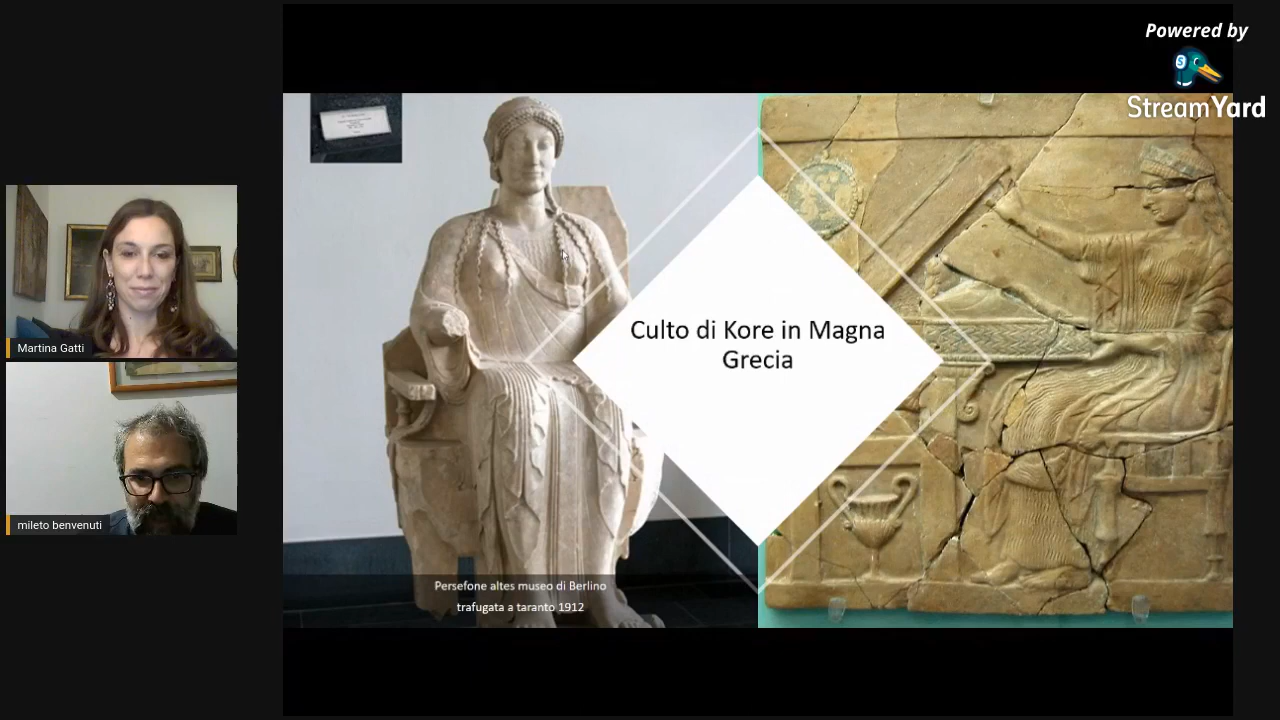 Powered by
StreamYard
Martina Gatti
mileto benvenuti
Culto di Kore in Magna
Grecia
Persefone altes museo di Berlino
trafugata a taranto 1912